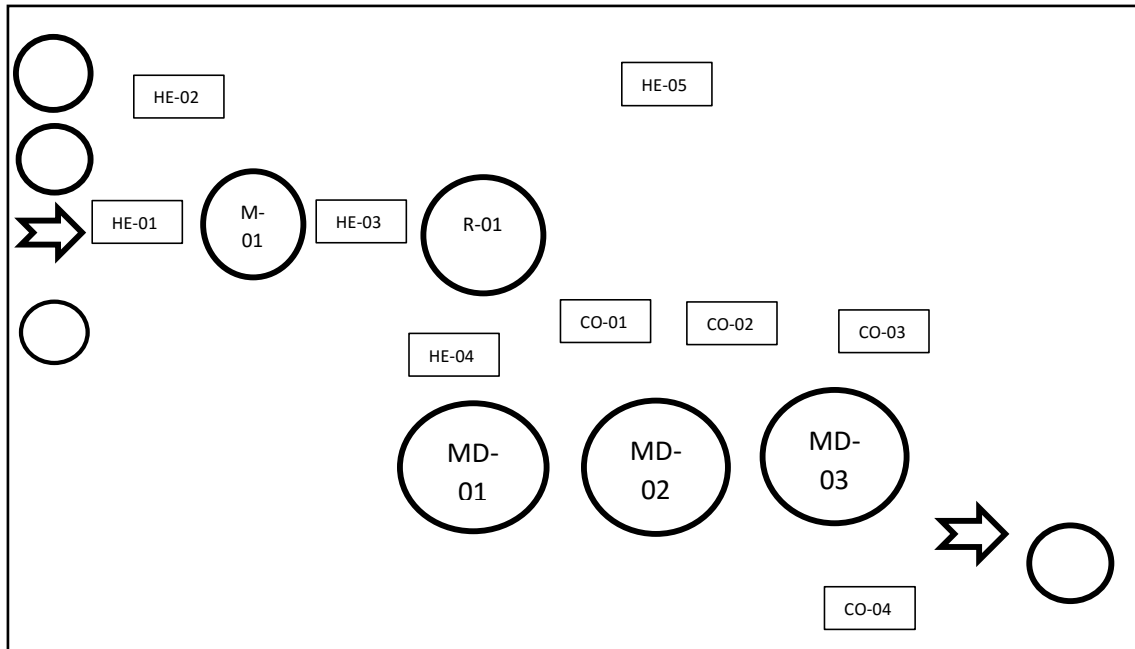 HE-02
HE-05
HE-01
M-
01
HE-03
R-01
CO-01
CO-02
CO-03
HE-04
MD-
01
MD-
02
MD-
03
CO-04